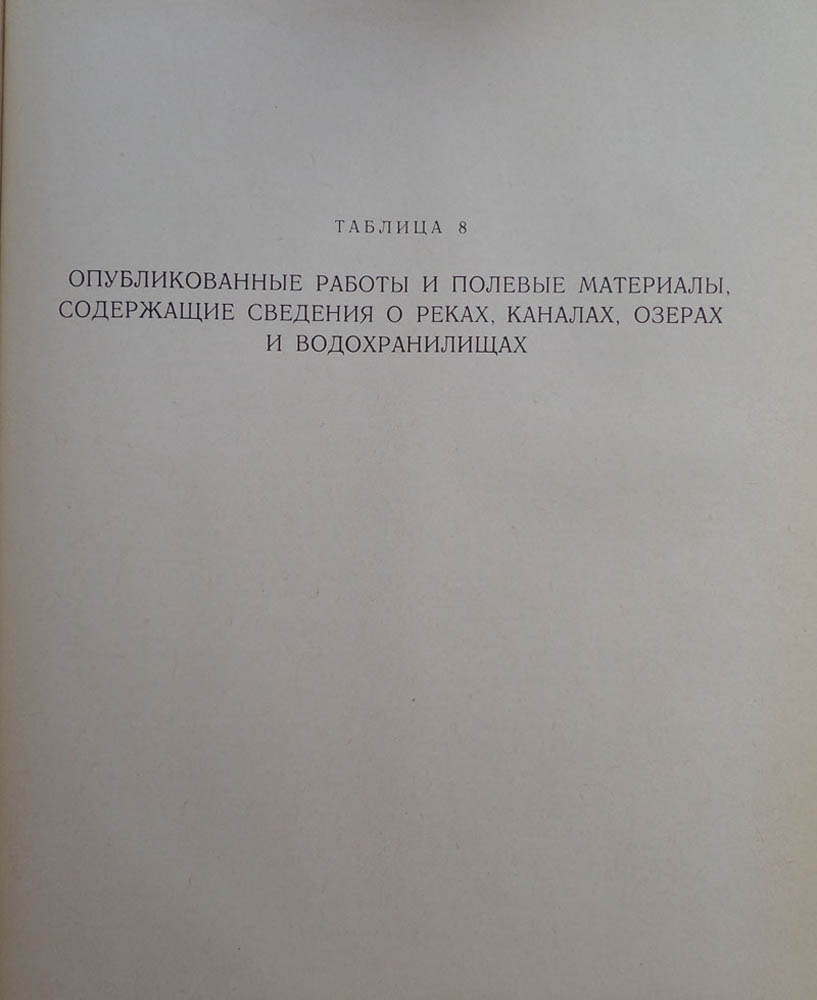 ТАБЛИЦА 8
ОПУБЛИКОВАННЫЕ РАБОТЫ И ПОЛЕВЫЕ МАТЕРИАЛЫ,
СОДЕРЖАЩИЕ СВЕДЕНИЯ О РЕКАХ, КАНАЛАХ, ОЗЕРАХ
И ВОДОХРАНИЛИЩАХ